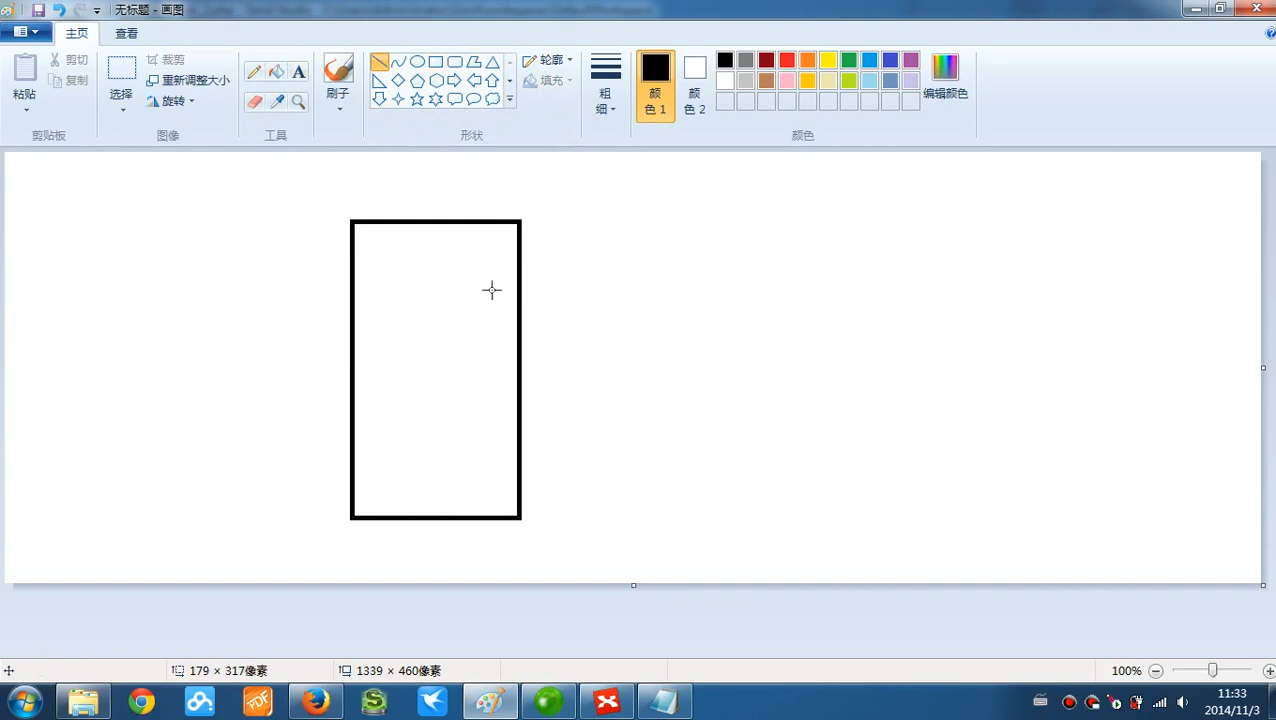 无标题 - 画图
主页 查看
粘贴
剪切
复制
剪贴板
选择
裁剪
重新调整大小
旋转
图像
A
工具
刷子
形状
轮廓
填充
粗
细
颜
色 1
颜
色 2
颜色
编辑颜色
179 × 317像素
1339 × 460像素
100%
PDF
S
11:33
2014/11/3